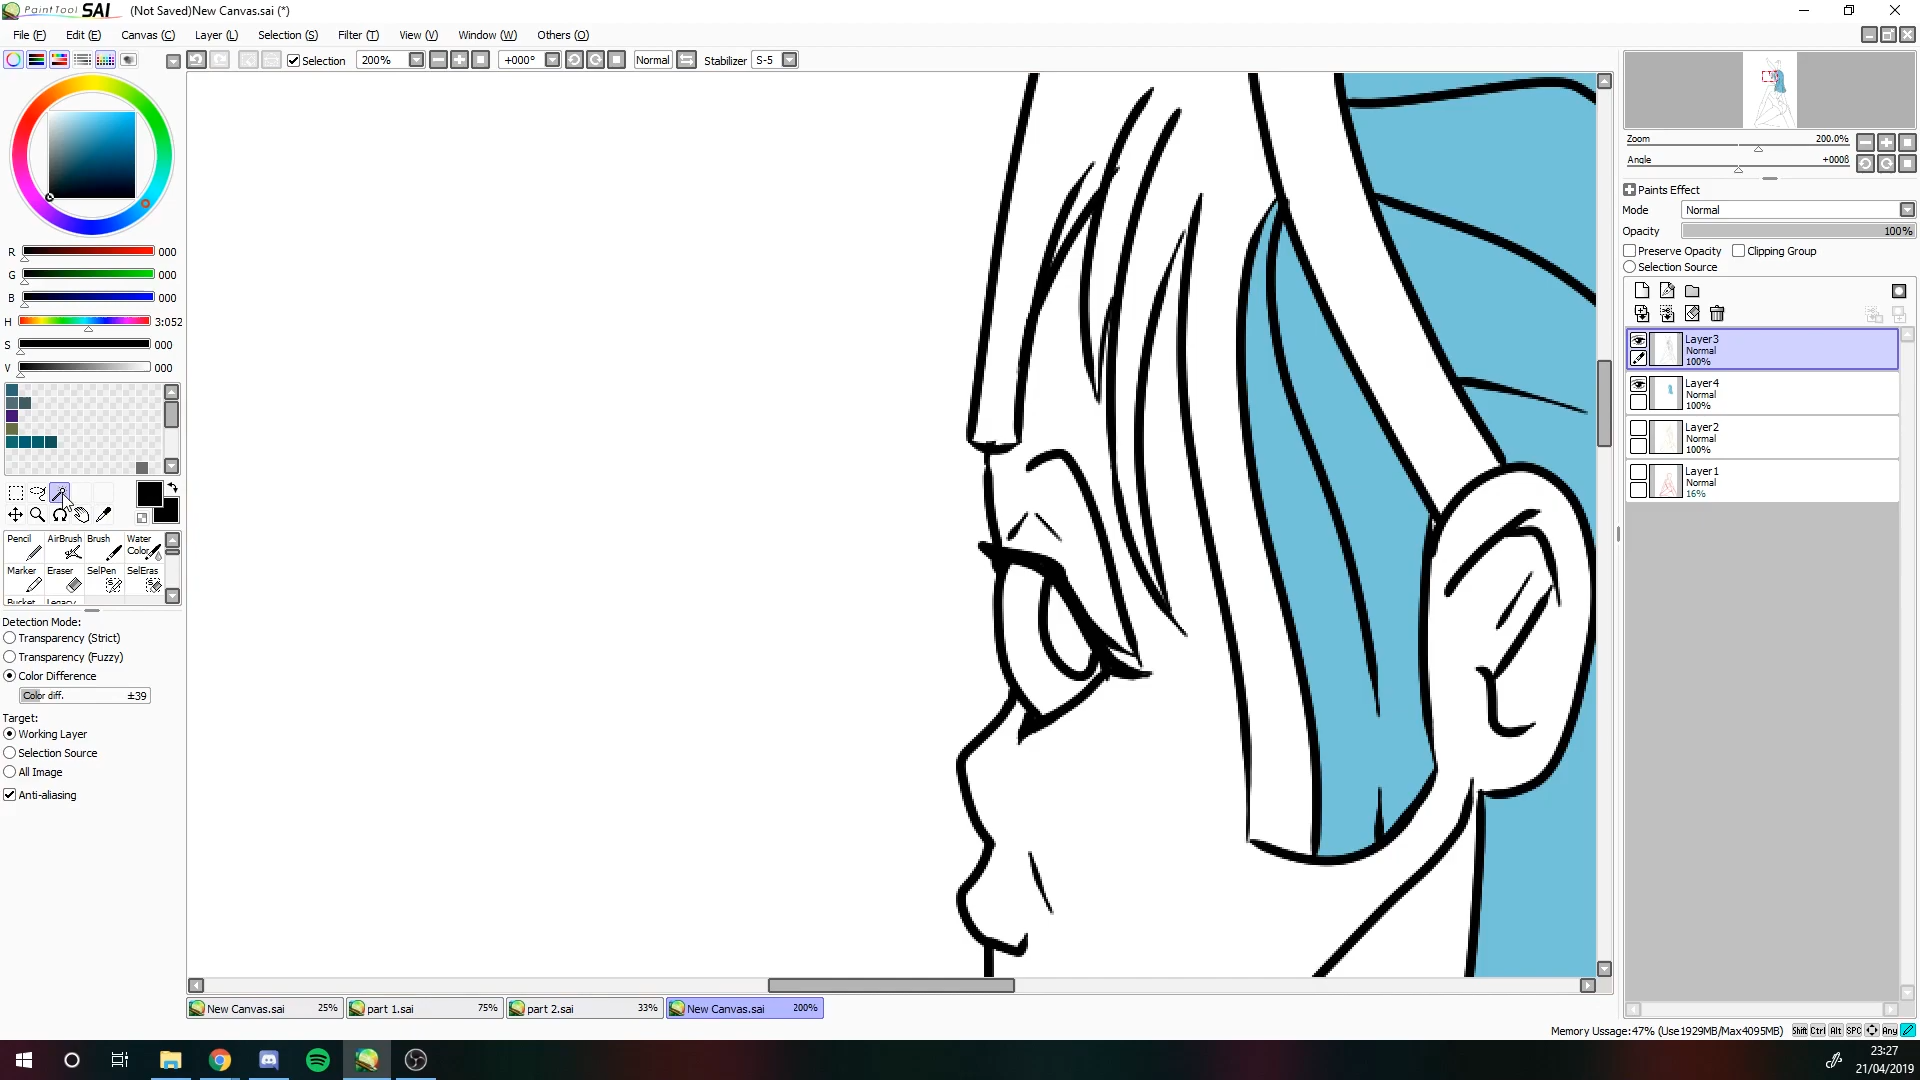 PaintTool SAI (Not Saved)New Canvas.sai (*)
File (F) Edit (E) Canvas (C) Layer (L) Selection (S) Filter (T) View (V) Window (W) Others (O)
Selection 200% +000° Normal Stabilizer S-5
Zoom 200.0%
Angle +000ß
R 000
G 000
B 000
H 3:052
S 000
V 000
Paints Effect
Mode Normal
Opacity 100%
Preserve Opacity Clipping Group
Selection Source
Layer3
Normal
100%
Layer4
Normal
100%
Layer2
Normal
100%
Layer1
Normal
16%
Pencil AirBrush Brush Water
Color
Marker Eraser SelPen SelEras
Bucket Legacy
Detection Mode:
Transparency (Strict)
Transparency (Fuzzy)
Color Difference
Color diff. ±39
Target:
Working Layer
Selection Source
All Image
Anti-aliasing
New Canvas.sai 25% part 1.sai 75% part 2.sai 33% New Canvas.sai 200%
Memory Ussage:47% (Use1929MB/Max4095MB) Shift Ctrl Alt SPC Any
23:27
21/04/2019